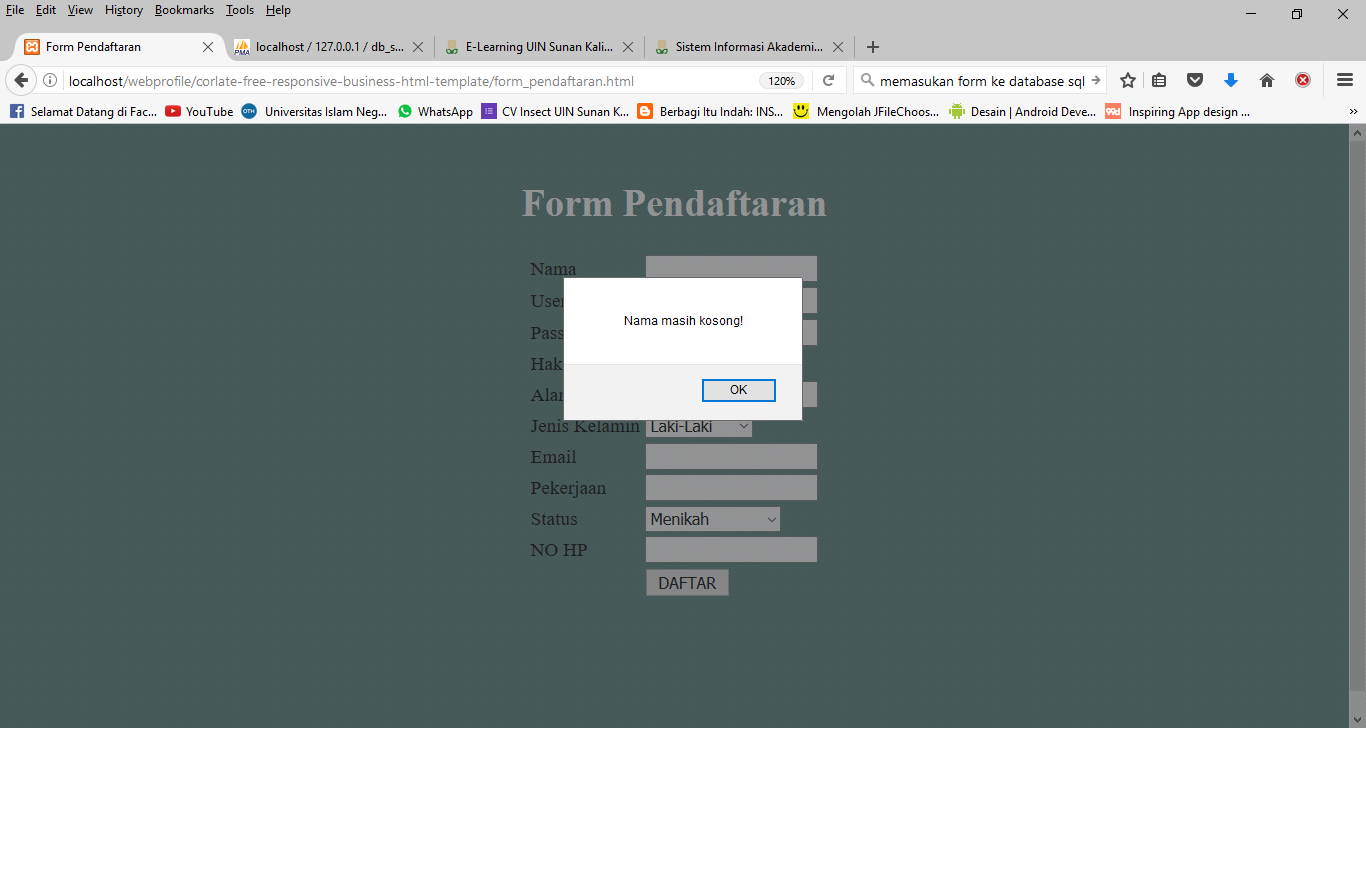 File Edit View History Bookmarks Tools Help
Form Pendaftaran localhost / 127.0.0.1 / db_s... E-Learning UIN Sunan Kali... Sistem Informasi Akademi...
localhost/webprofile/corlate-free-responsive-business-html-template/form_pendaftaran.html 120% memasukan form ke database sql
Selamat Datang di Fac... YouTube Universitas Islam Neg... WhatsApp CV Insect UIN Sunan K... Berbagi Itu Indah: INS... Mengolah JFileChoos... Desain | Android Deve... Inspiring App design ...
Form Pendaftaran
Nama
Nama masih kosong!
OK
Jenis Kelamin Laki-Laki
Email
Pekerjaan
Status Menikah
NO HP
DAFTAR